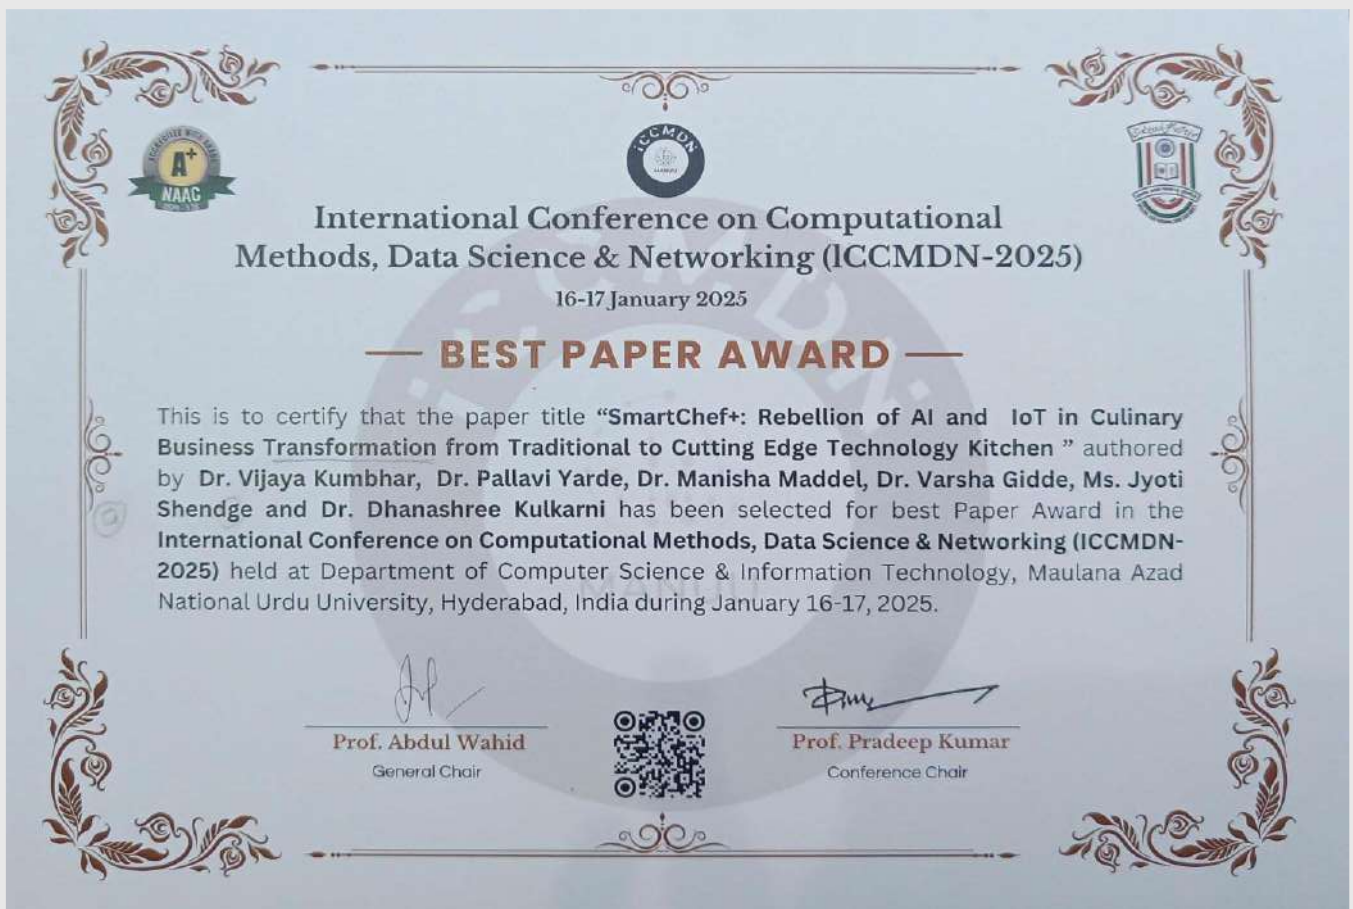 ACCREDITED WITH GRADE
A+
NAAC
iCCMDN
MANUU
International Conference on Computational
Methods, Data Science & Networking (ICCMDN-2025)
16-17 January 2025
BEST PAPER AWARD
This is to certify that the paper title “SmartChef+: Rebellion of AI and IoT in Culinary
Business Transformation from Traditional to Cutting Edge Technology Kitchen ” authored
by Dr. Vijaya Kumbhar, Dr. Pallavi Yarde, Dr. Manisha Maddel, Dr. Varsha Gidde, Ms. Jyoti
Shendge and Dr. Dhanashree Kulkarni has been selected for best Paper Award in the
International Conference on Computational Methods, Data Science & Networking (ICCMDN-
2025) held at Department of Computer Science & Information Technology, Maulana Azad
National Urdu University, Hyderabad, India during January 16-17, 2025.
iCCMDN
MANUU
Prof. Abdul Wahid
General Chair
Prof. Pradeep Kumar
Conference Chair